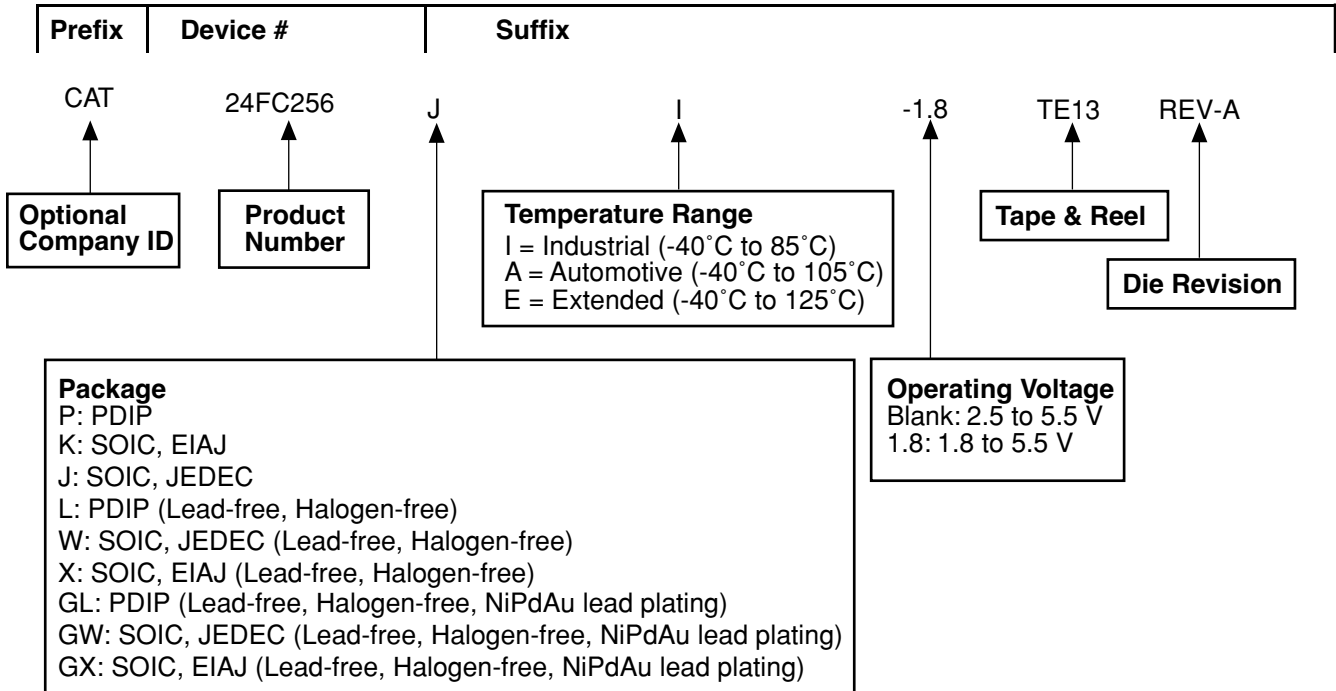 Prefix Device # Suffix
CAT 24FC256 J I -1.8 TE13 REV-A
Optional
Company ID
Product
Number
Temperature Range
I = Industrial (-40˚C to 85˚C)
A = Automotive (-40˚C to 105˚C)
E = Extended (-40˚C to 125˚C)
Tape & Reel
Die Revision
Package
P: PDIP
K: SOIC, EIAJ
J: SOIC, JEDEC
L: PDIP (Lead-free, Halogen-free)
W: SOIC, JEDEC (Lead-free, Halogen-free)
X: SOIC, EIAJ (Lead-free, Halogen-free)
GL: PDIP (Lead-free, Halogen-free, NiPdAu lead plating)
GW: SOIC, JEDEC (Lead-free, Halogen-free, NiPdAu lead plating)
GX: SOIC, EIAJ (Lead-free, Halogen-free, NiPdAu lead plating)
Operating Voltage
Blank: 2.5 to 5.5 V
1.8: 1.8 to 5.5 V